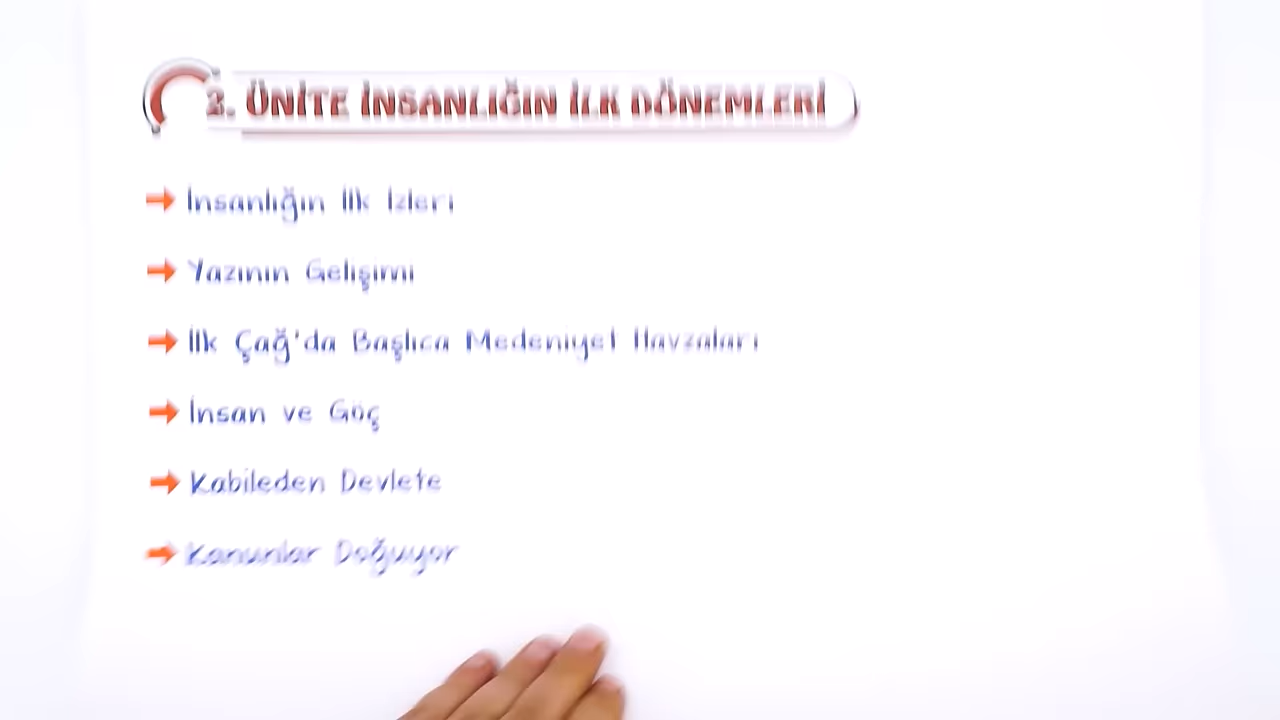 2. ÜNİTE İNSANLIĞIN İLK DÖNEMLERİ
İnsanlığın İlk İzleri
Yazının Gelişimi
İlk Çağ'da Başlıca Medeniyet Havzaları
İnsan ve Göç
Kabileden Devlete
Kanunlar Doğuyor